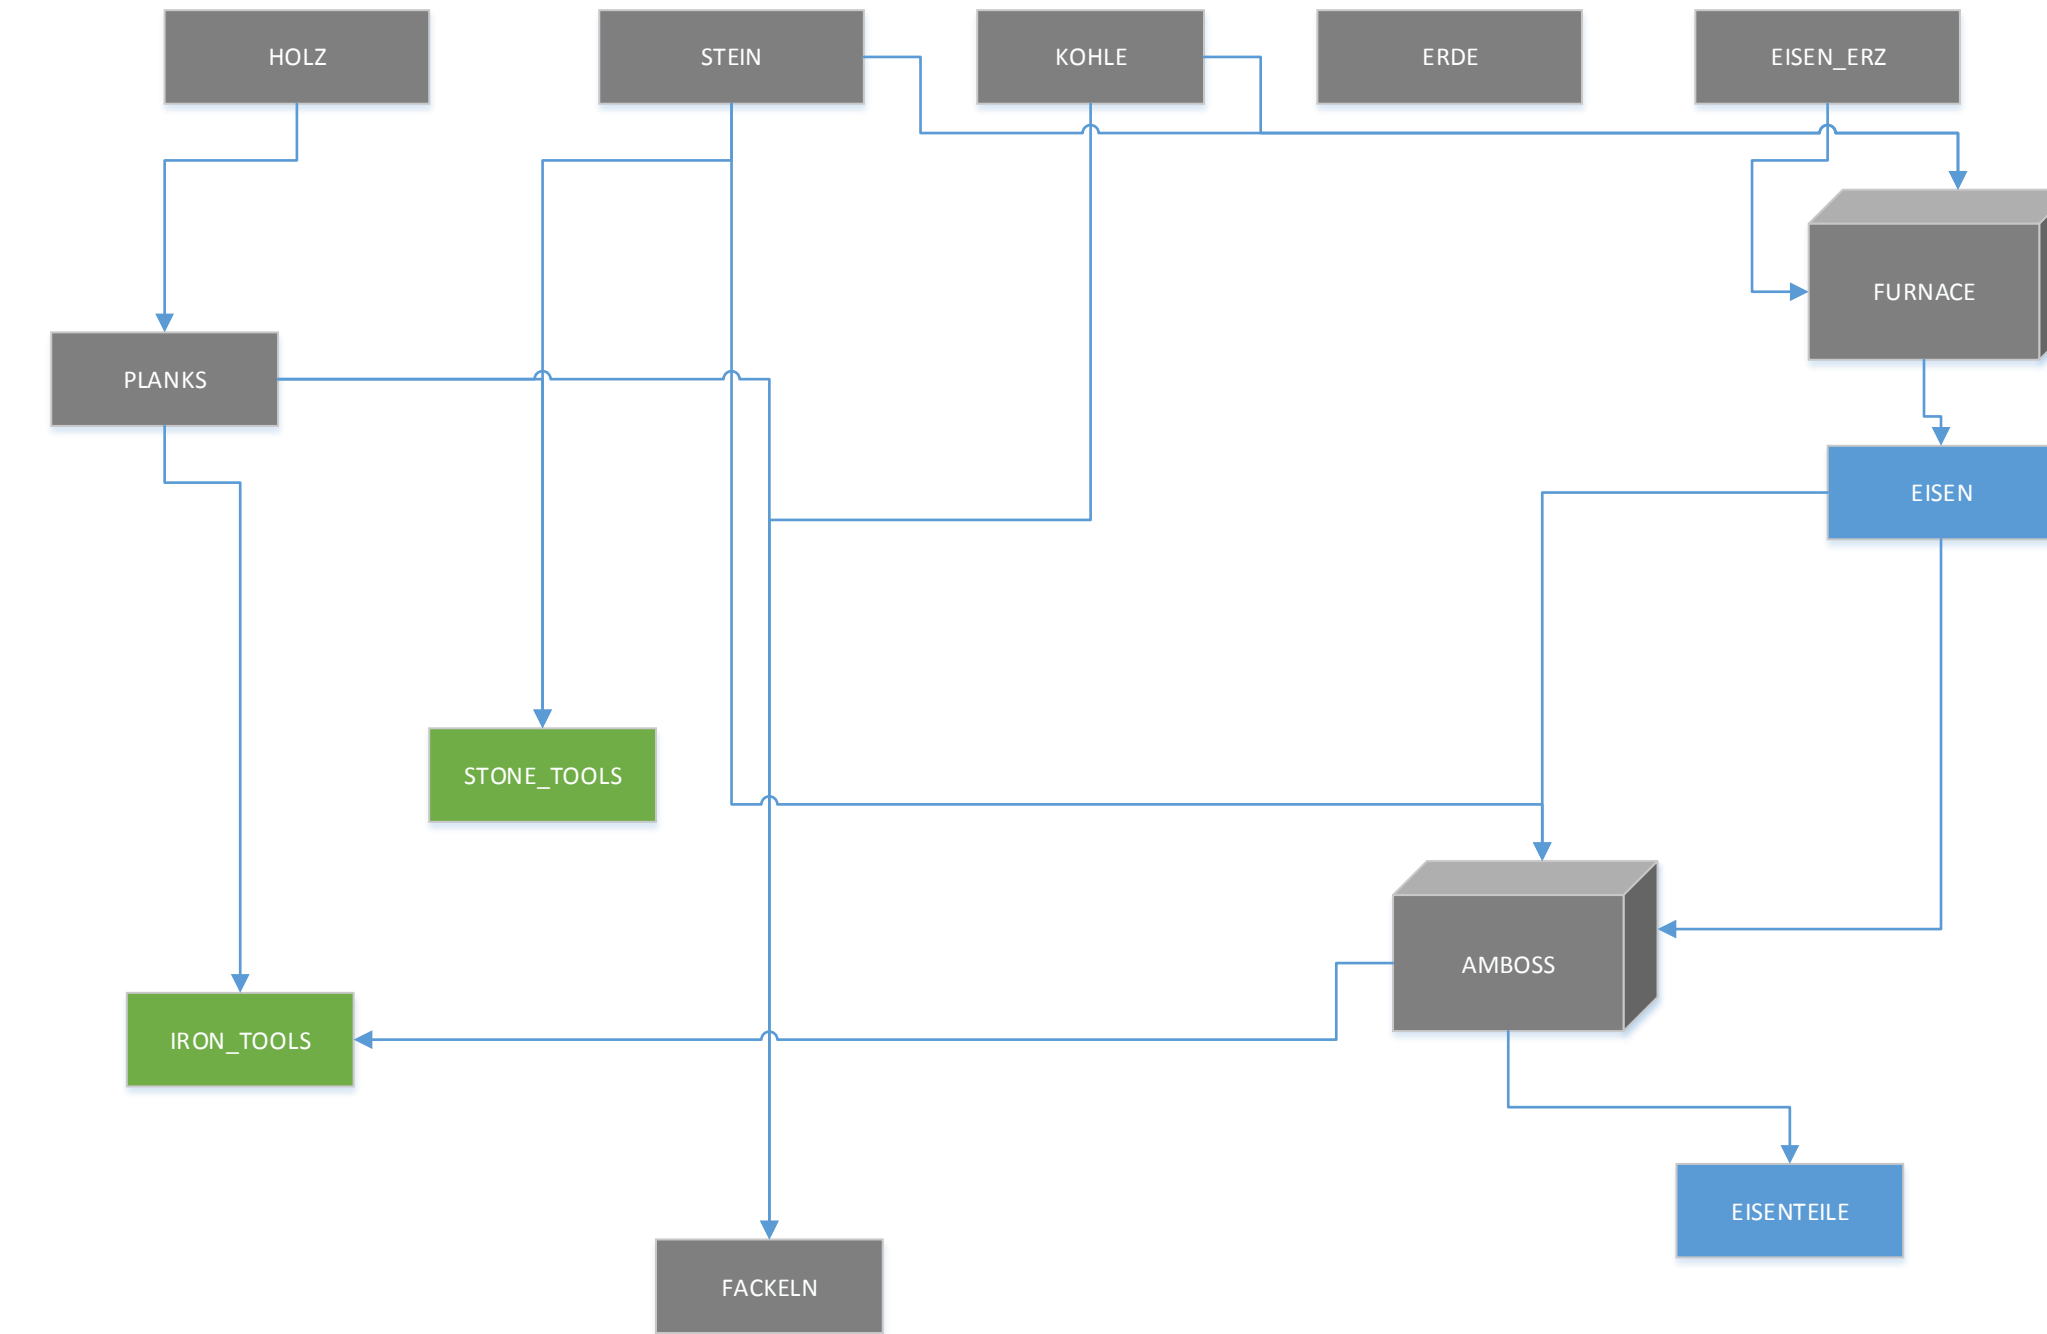 HOLZ
STEIN
KOHLE
ERDE
EISEN_ERZ
FURNACE
PLANKS
EISEN
STONE_TOOLS
AMBOSS
IRON_TOOLS
EISENTEILE
FACKELN